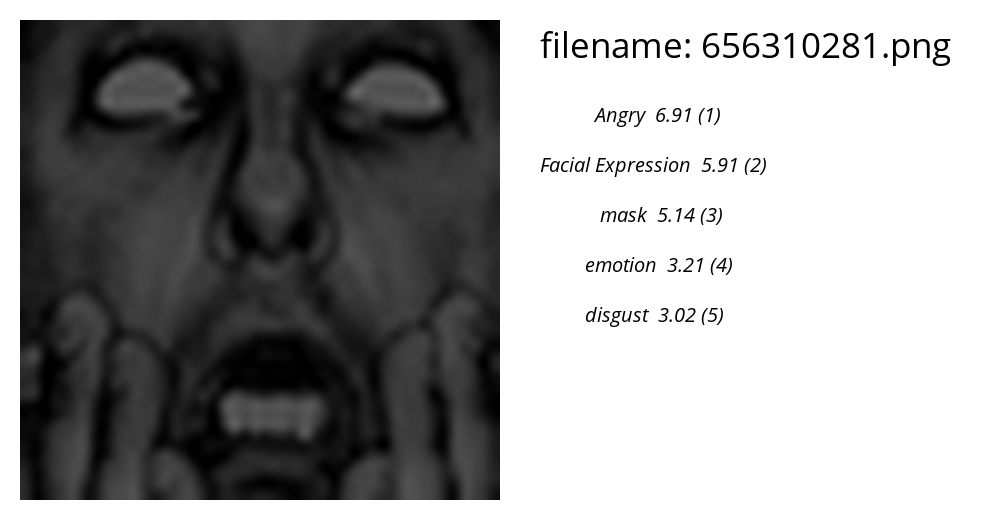 filename: 656310281.png
Angry 6.91 (1)
Facial Expression 5.91 (2)
mask 5.14 (3)
emotion 3.21 (4)
disgust 3.02 (5)